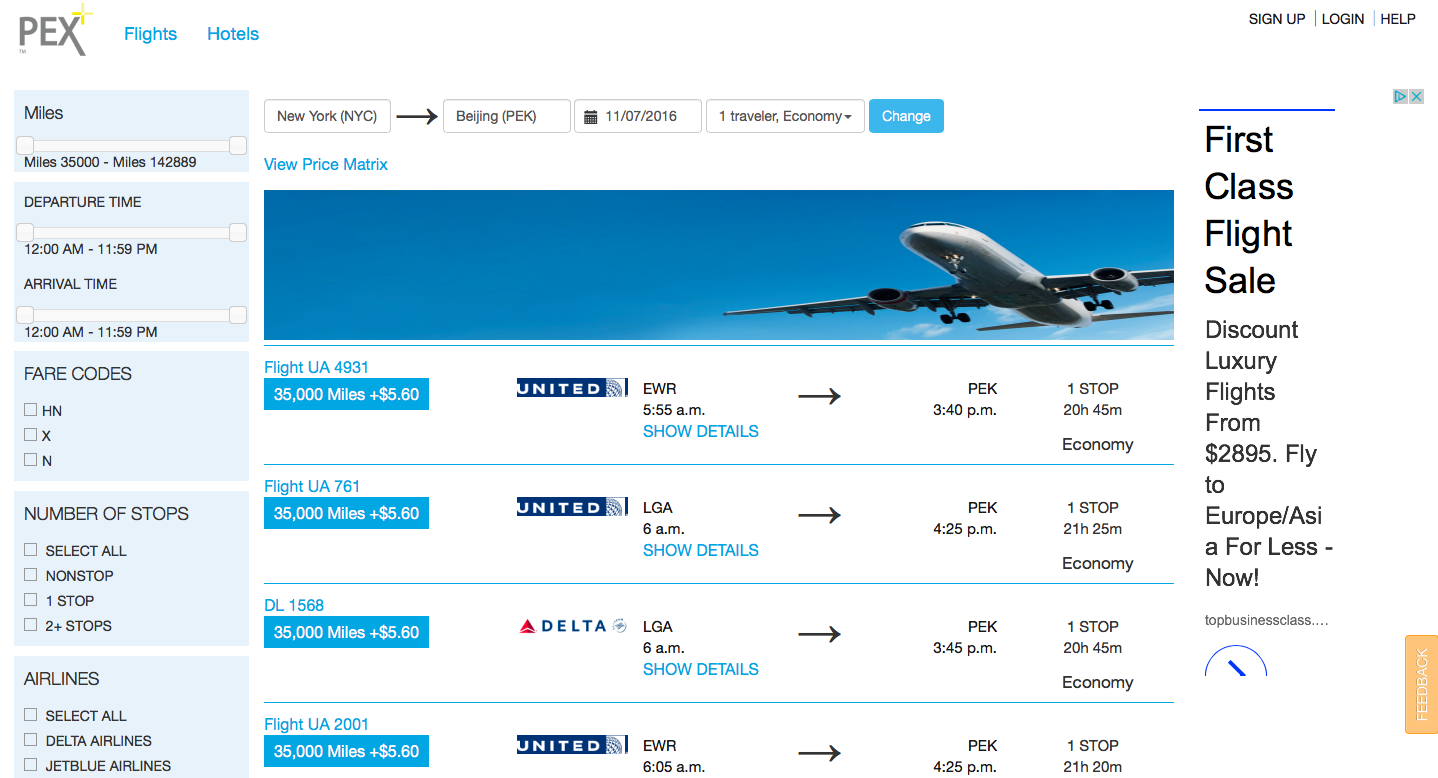 PEX
TM
Flights
Hotels
SIGN UP
LOGIN
HELP
Miles
Miles 35000 - Miles 142889
DEPARTURE TIME
12:00 AM - 11:59 PM
ARRIVAL TIME
12:00 AM - 11:59 PM
FARE CODES
HN
X
N
NUMBER OF STOPS
SELECT ALL
NONSTOP
1 STOP
2+ STOPS
AIRLINES
SELECT ALL
DELTA AIRLINES
JETBLUE AIRLINES
New York (NYC)
Beijing (PEK)
11/07/2016
1 traveler, Economy
Change
View Price Matrix
Flight UA 4931
35,000 Miles +$5.60
UNITED
EWR
5:55 a.m.
SHOW DETAILS
PEK
3:40 p.m.
1 STOP
20h 45m
Economy
Flight UA 761
35,000 Miles +$5.60
UNITED
LGA
6 a.m.
SHOW DETAILS
PEK
4:25 p.m.
1 STOP
21h 25m
Economy
DL 1568
35,000 Miles +$5.60
DELTA
LGA
6 a.m.
SHOW DETAILS
PEK
3:45 p.m.
1 STOP
20h 45m
Economy
Flight UA 2001
35,000 Miles +$5.60
UNITED
EWR
6:05 a.m.
PEK
4:25 p.m.
1 STOP
21h 20m
First
Class
Flight
Sale
Discount
Luxury
Flights
From
$2895. Fly
to
Europe/Asi
a For Less -
Now!
topbusinessclass....
FEEDBACK